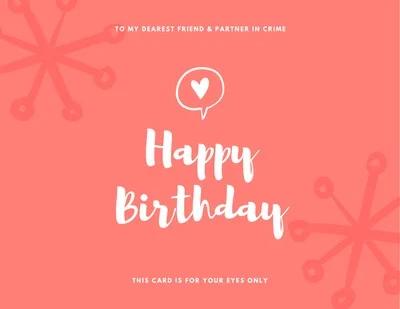 TO MY DEAREST FRIEND & PARTNER IN CRIME
Happy
Birthday
THIS CARD IS FOR YOUR EYES ONLY